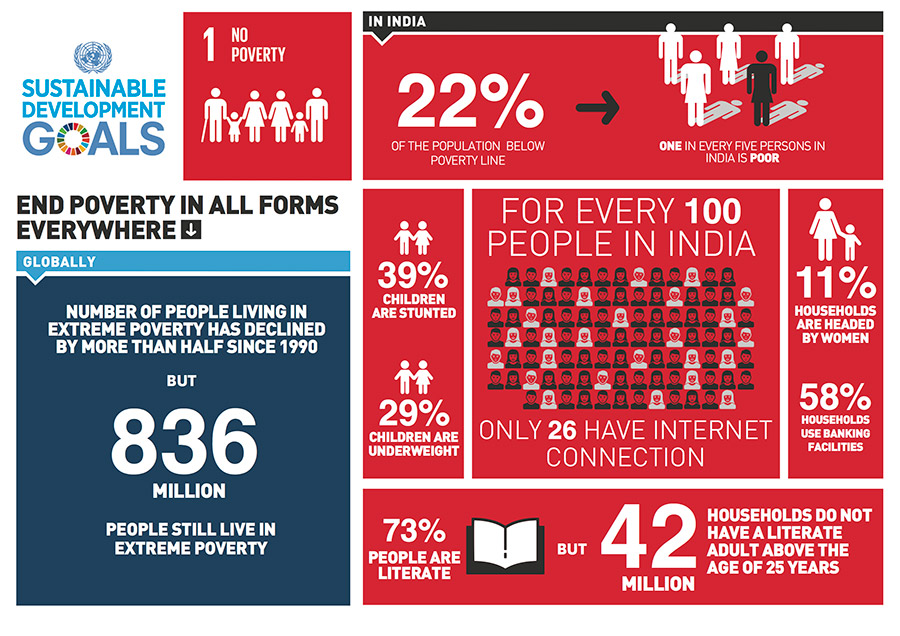 SUSTAINABLE
DEVELOPMENT
GOALS
1 NO
POVERTY
END POVERTY IN ALL FORMS
EVERYWHERE
GLOBALLY
NUMBER OF PEOPLE LIVING IN
EXTREME POVERTY HAS DECLINED
BY MORE THAN HALF SINCE 1990
BUT
836
MILLION
PEOPLE STILL LIVE IN
EXTREME POVERTY
IN INDIA
22%
OF THE POPULATION BELOW
POVERTY LINE
ONE IN EVERY FIVE PERSONS IN
INDIA IS POOR
39%
CHILDREN
ARE STUNTED
29%
CHILDREN ARE
UNDERWEIGHT
FOR EVERY 100
PEOPLE IN INDIA
ONLY 26 HAVE INTERNET
CONNECTION
11%
HOUSEHOLDS
ARE HEADED
BY WOMEN
58%
HOUSEHOLDS
USE BANKING
FACILITIES
73%
PEOPLE ARE
LITERATE
BUT
42
MILLION
HOUSEHOLDS DO NOT
HAVE A LITERATE
ADULT ABOVE THE
AGE OF 25 YEARS